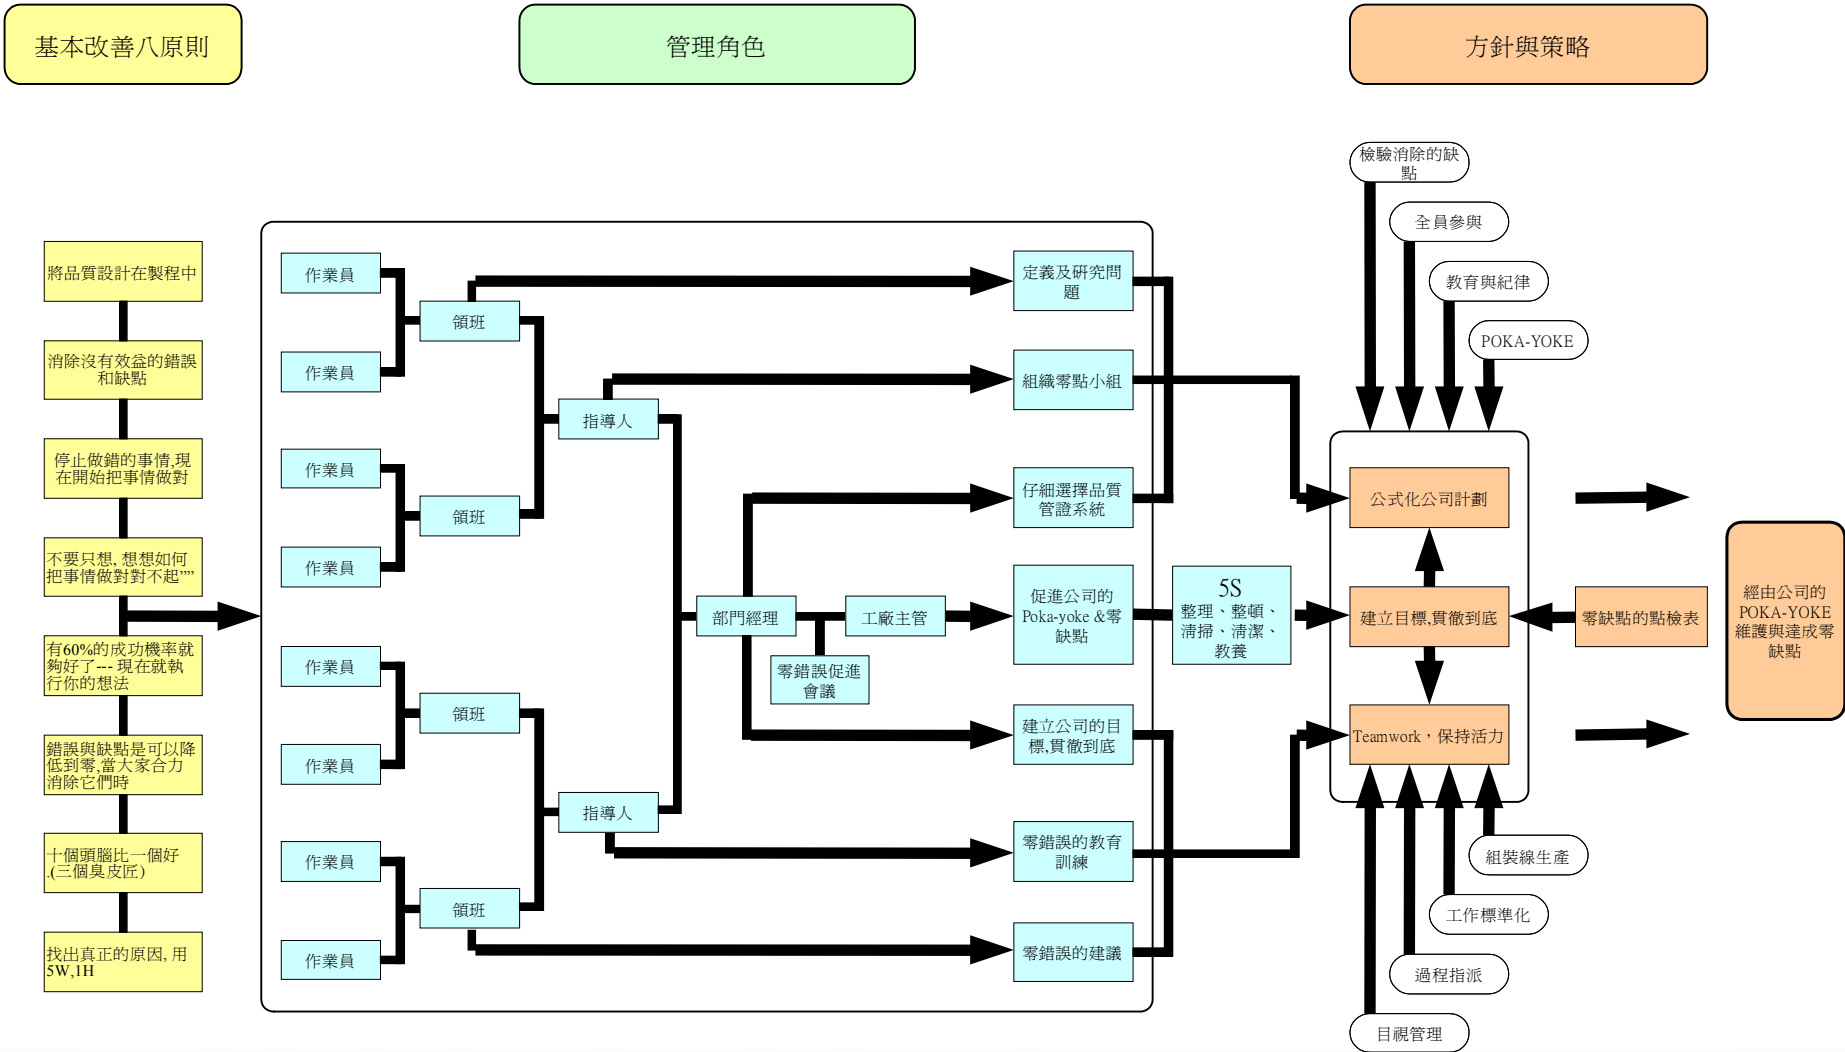 基本改善八原則
管理角色
方針與策略
將品質設計在製程中
消除沒有效益的錯誤
和缺點
停止做錯的事情,現
在開始把事情做對
不要只想, 想想如何
把事情做對對不起””
有60%的成功機率就
夠好了--- 現在就執
行你的想法
錯誤與缺點是可以降
低到零,當大家合力
消除它們時
十個頭腦比一個好
.(三個臭皮匠)
找出真正的原因, 用
5W,1H
作業員
作業員
作業員
作業員
作業員
作業員
作業員
作業員
領班
領班
領班
領班
指導人
指導人
部門經理
工廠主管
零錯誤促進
會議
定義及研究問
題
組織零點小組
仔細選擇品質
管證系統
促進公司的
Poka-yoke &零
缺點
建立公司的目
標,貫徹到底
零錯誤的教育
訓練
零錯誤的建議
5S
整理、整頓、
清掃、清潔、
教養
檢驗消除的缺
點
全員參與
教育與紀律
POKA-YOKE
公式化公司計劃
建立目標,貫徹到底
Teamwork，保持活力
零缺點的點檢表
組裝線生產
工作標準化
過程指派
目視管理
經由公司的
POKA-YOKE
維護與達成零
缺點